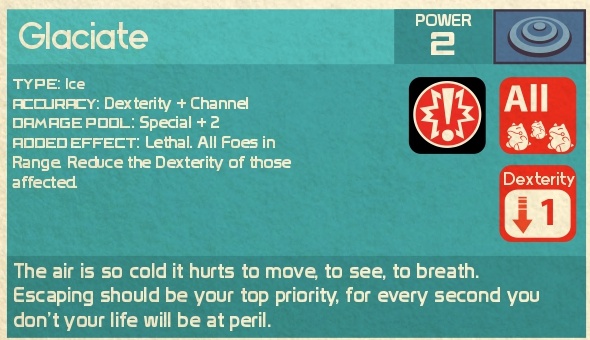 Glaciate
POWER
2
TYPE: Ice
ACCURACY: Dexterity + Channel
DAMAGE POOL: Special + 2
ADDED EFFECT: Lethal. All Foes in
Range. Reduce the Dexterity of those
affected.
All
Dexterity
1
The air is so cold it hurts to move, to see, to breath.
Escaping should be your top priority, for every second you
don't your life will be at peril.